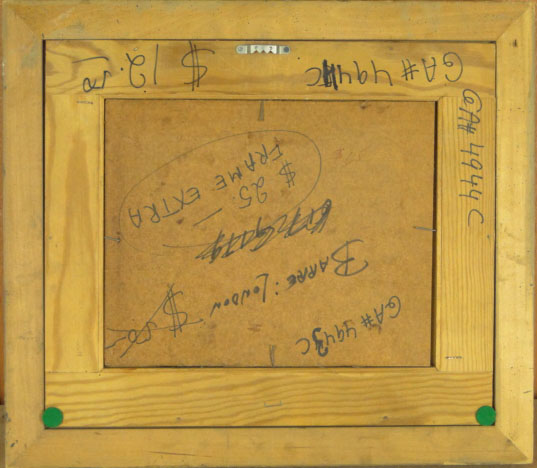 GA# 4943C
$50-
BARRE: LONDON
$25-
FRAME EXTRA
GA# 4944C
$12.50
GA# 4944C